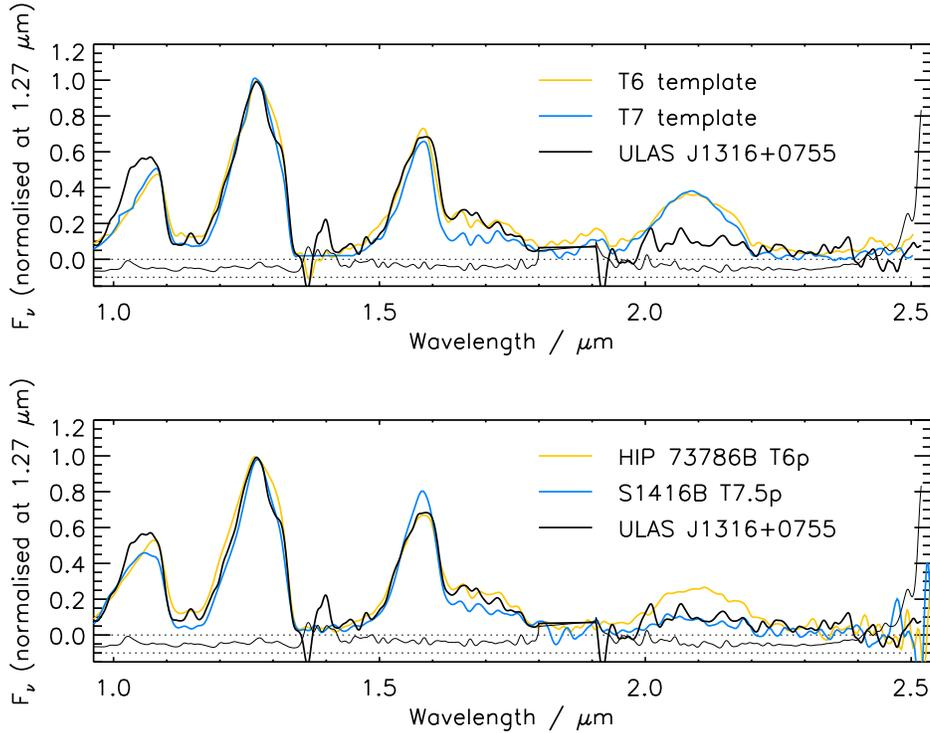 1.2
1.0
0.8
0.6
0.4
0.2
0.0
F_ν (normalised at 1.27 μm)
T6 template
T7 template
ULAS J1316+0755
1.0 1.5 2.0 2.5
Wavelength / μm
1.2
1.0
0.8
0.6
0.4
0.2
0.0
F_ν (normalised at 1.27 μm)
HIP 73786B T6p
S1416B T7.5p
ULAS J1316+0755
1.0 1.5 2.0 2.5
Wavelength / μm